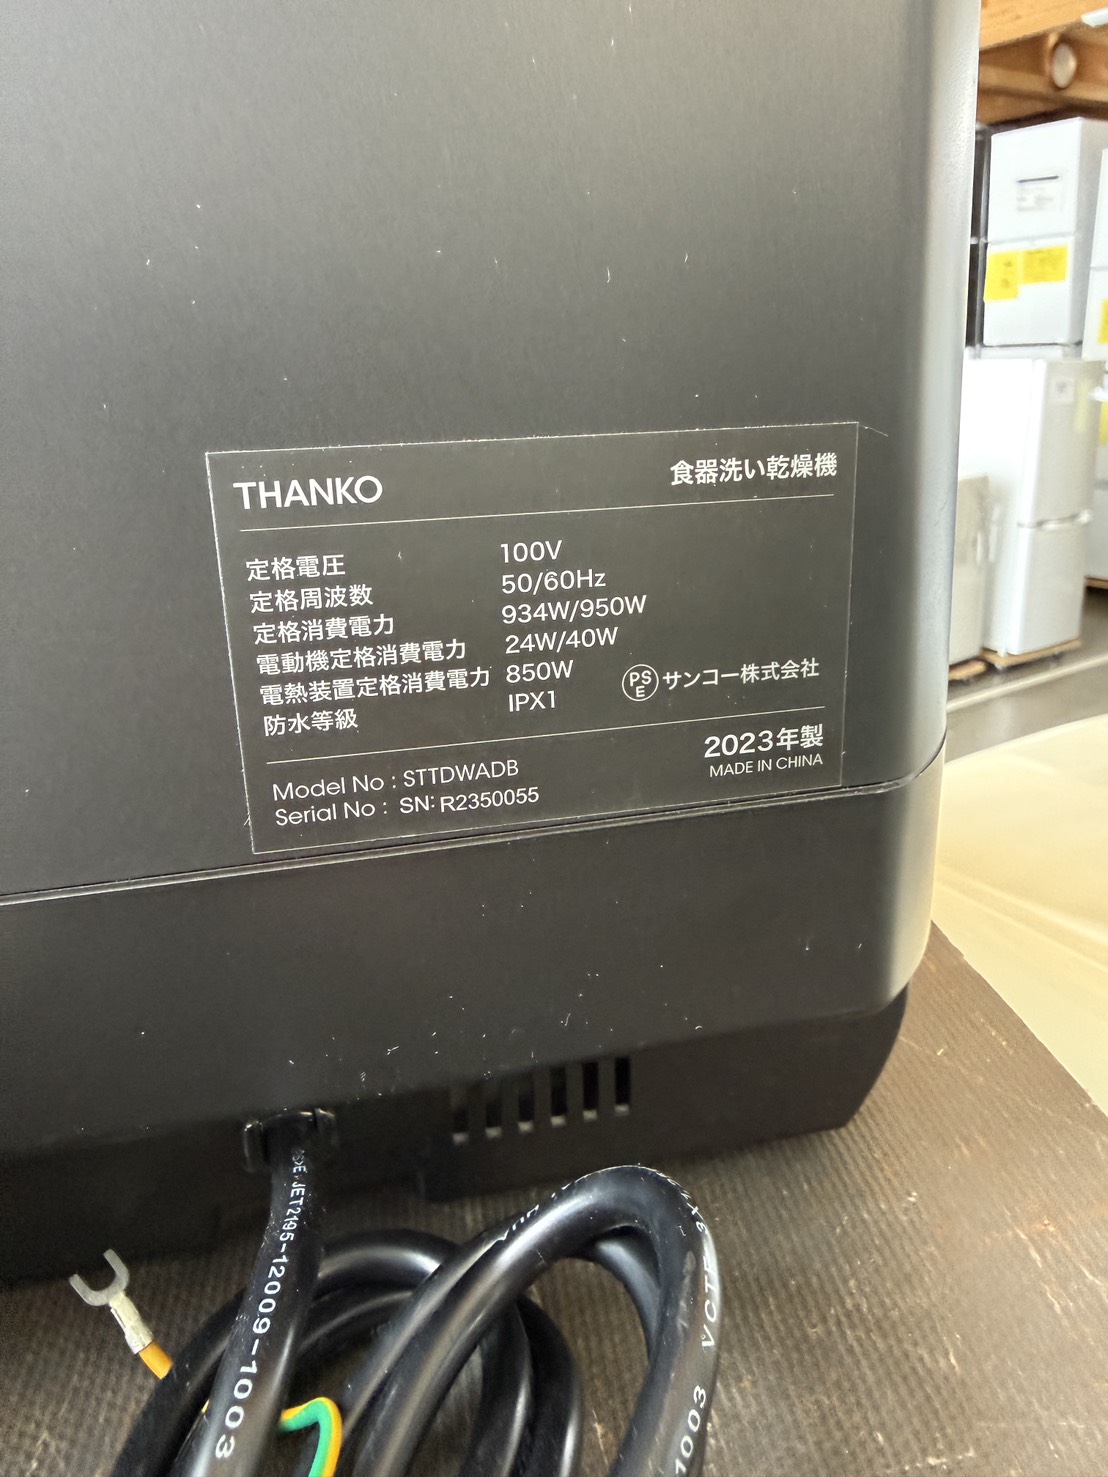 THANKO
食器洗い乾燥機
定格電圧 100V
定格周波数 50/60Hz
定格消費電力 934W/950W
電動機定格消費電力 24W/40W
電熱装置定格消費電力 850W
防水等級 IPX1
PS
E
サンコー株式会社
2023年製
MADE IN CHINA
Model No : STTDWADB
Serial No : SN: R2350055
JET2195-12009-1003
1003 VCTF